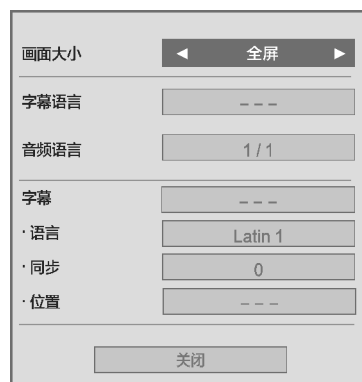 画面大小 ◀ 全屏 ▶
字幕语言 – – –
音频语言 1 / 1
字幕 – – –
· 语言 Latin 1
· 同步 0
· 位置 – – –
关闭